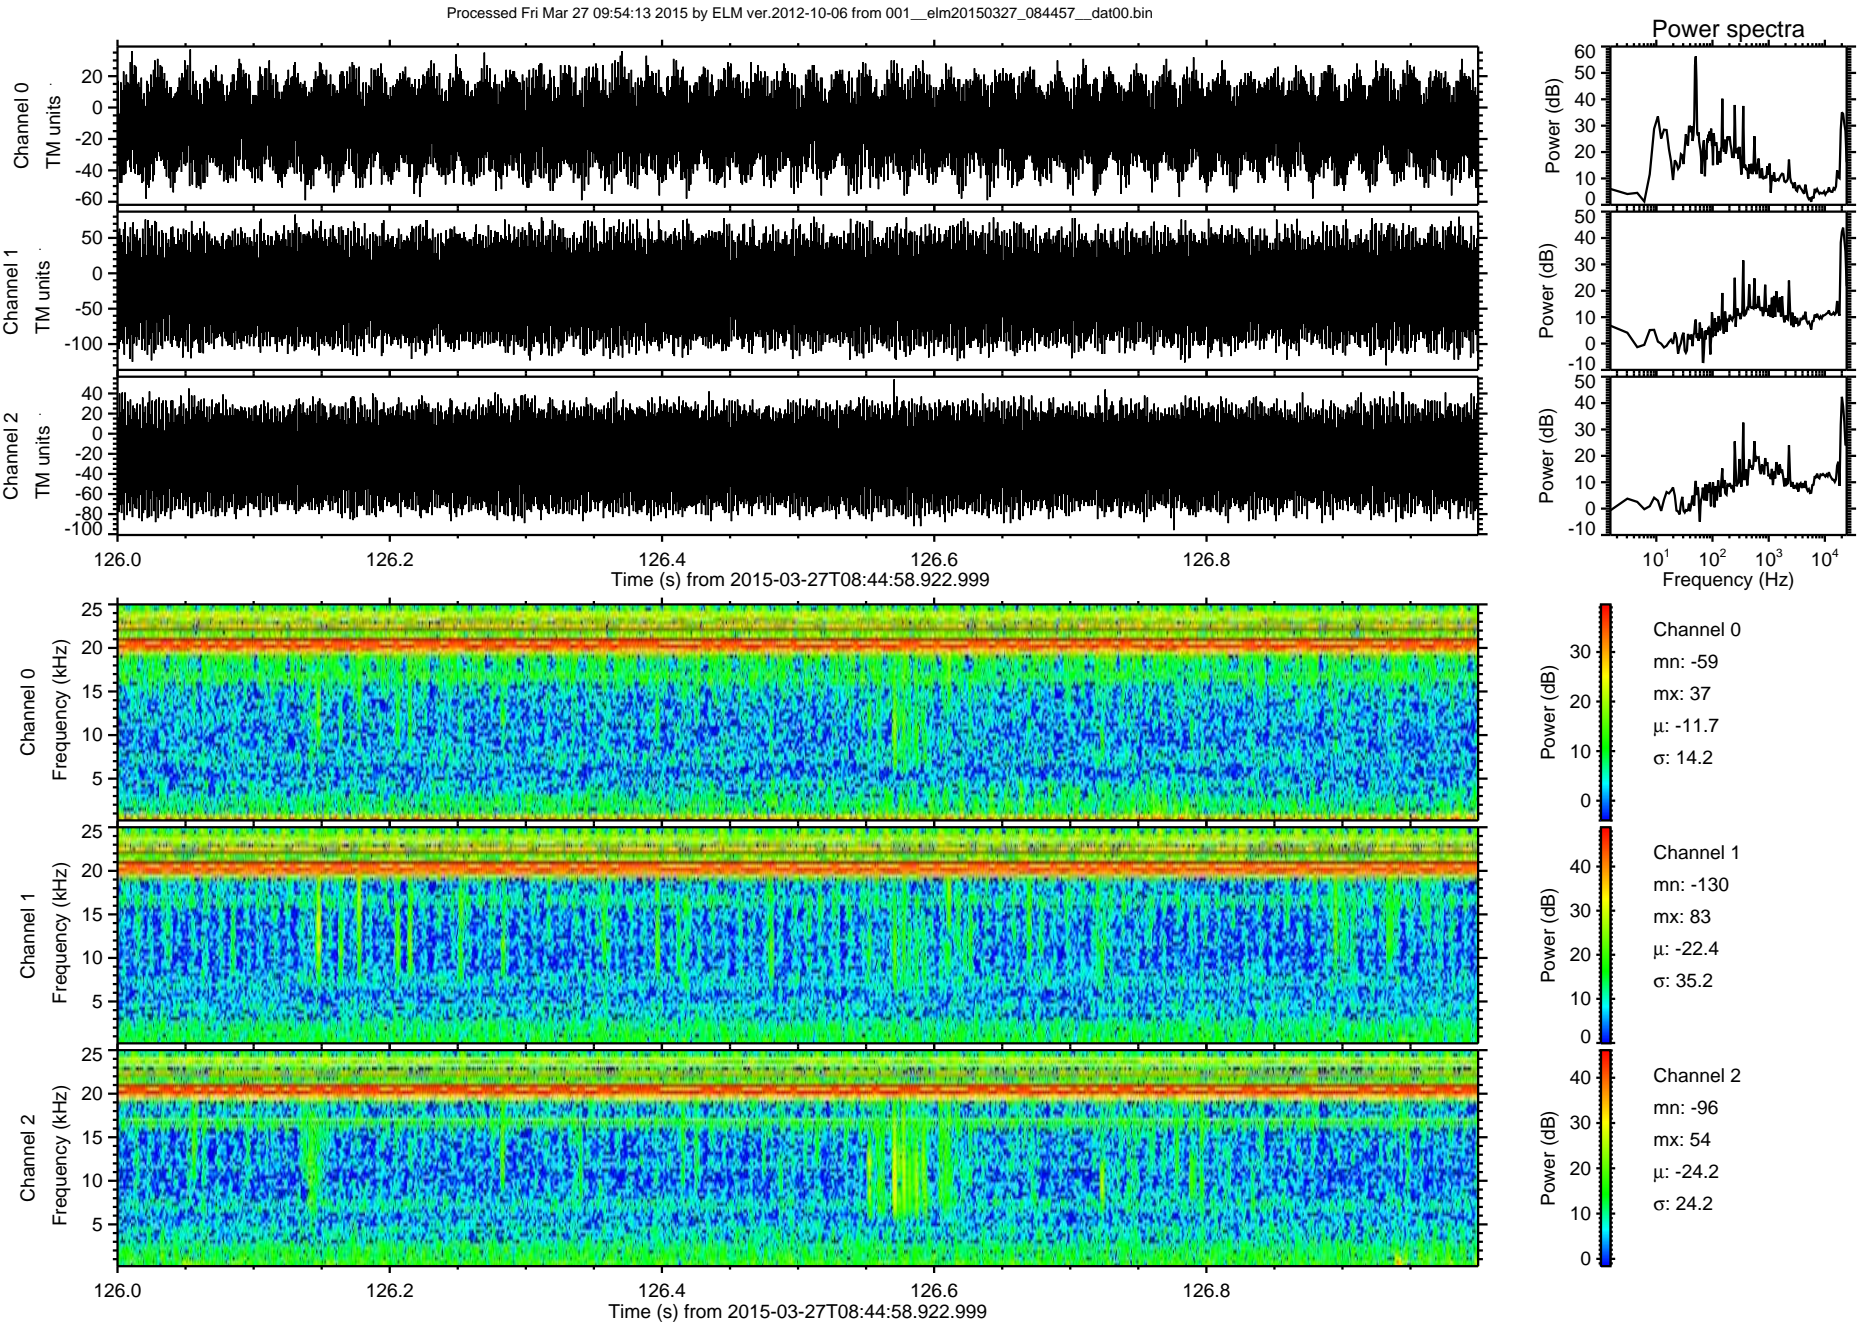 Processed Fri Mar 27 09:54:13 2015 by ELM ver.2012-10-06 from 001__elm20150327_084457__dat00.bin
Power spectra
Channel 0
TM units
20
0
-20
-40
-60
Power (dB)
60
50
40
30
20
10
0
Channel 1
TM units
50
0
-50
-100
Power (dB)
50
40
30
20
10
0
-10
Channel 2
TM units
40
20
0
-20
-40
-60
-80
-100
Power (dB)
50
40
30
20
10
0
-10
126.0 126.2 126.4 126.6 126.8
Time (s) from 2015-03-27T08:44:58.922.999
10^1 10^2 10^3 10^4
Frequency (Hz)
Channel 0
Frequency (kHz)
25
20
15
10
5
Power (dB)
30
20
10
0
Channel 0
mn: -59
mx: 37
μ: -11.7
σ: 14.2
Channel 1
Frequency (kHz)
25
20
15
10
5
Power (dB)
40
30
20
10
0
Channel 1
mn: -130
mx: 83
μ: -22.4
σ: 35.2
Channel 2
Frequency (kHz)
25
20
15
10
5
Power (dB)
40
30
20
10
0
Channel 2
mn: -96
mx: 54
μ: -24.2
σ: 24.2
126.0 126.2 126.4 126.6 126.8
Time (s) from 2015-03-27T08:44:58.922.999